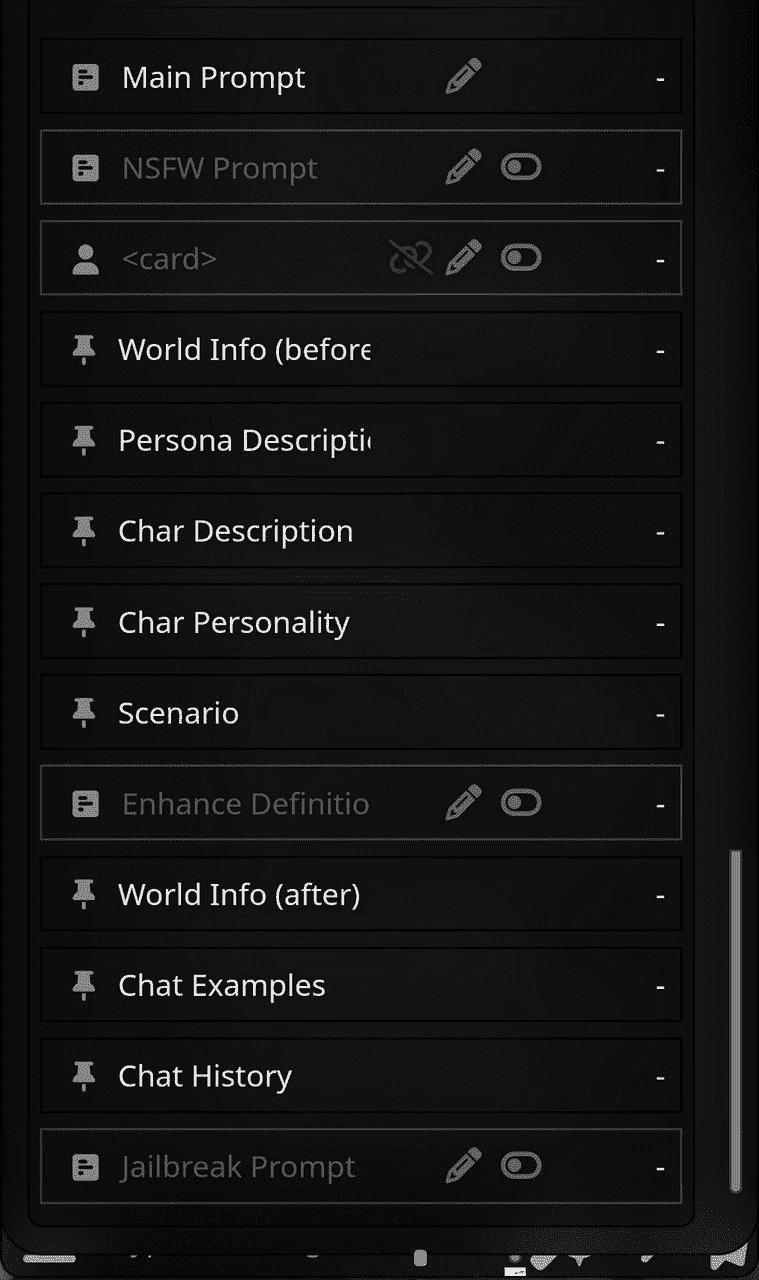 Main Prompt -
NSFW Prompt -
<card> -
World Info (before -
Persona Descripti -
Char Description -
Char Personality -
Scenario -
Enhance Definitio -
World Info (after) -
Chat Examples -
Chat History -
Jailbreak Prompt -